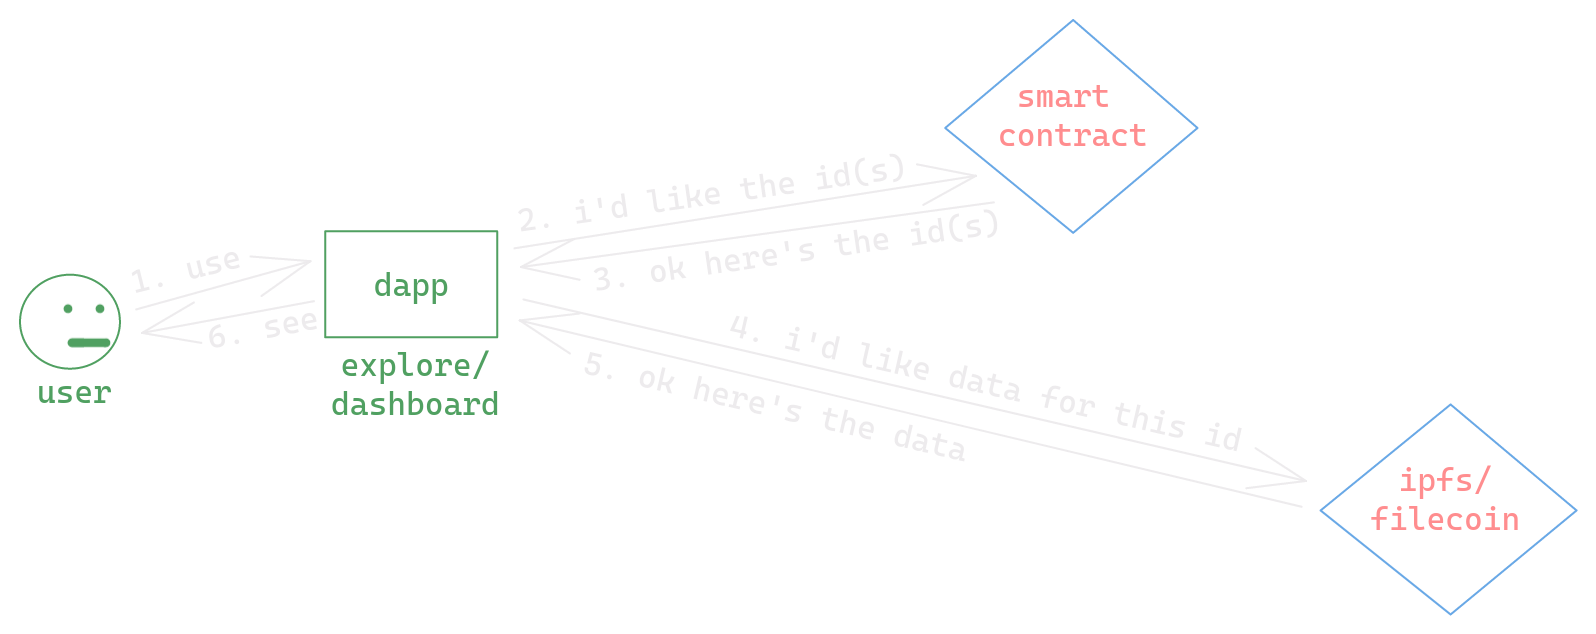 smart
contract
2. i'd like the id(s)
3. ok here's the id(s)
1. use
6. see
dapp
explore/
dashboard
user
4. i'd like data for this id
5. ok here's the data
ipfs/
filecoin